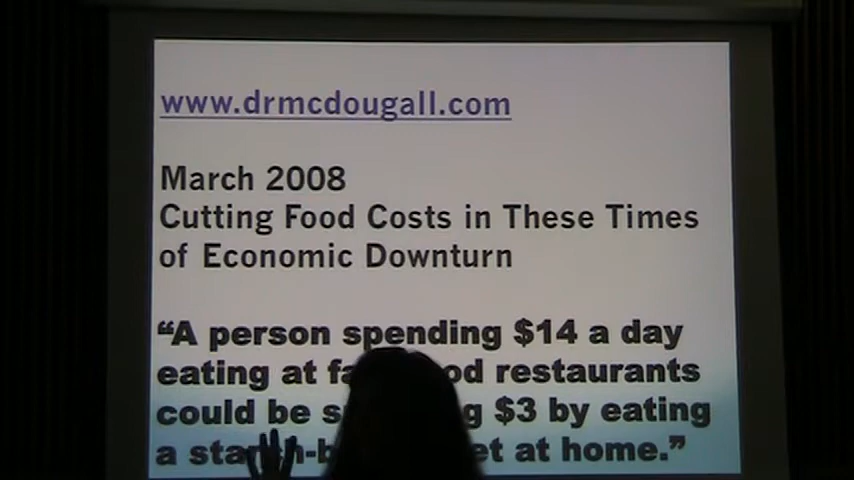 www.drmcdougall.com
March 2008
Cutting Food Costs in These Times
of Economic Downturn
“A person spending $14 a day
eating at restaurants
could be $3 by eating
a at home.”